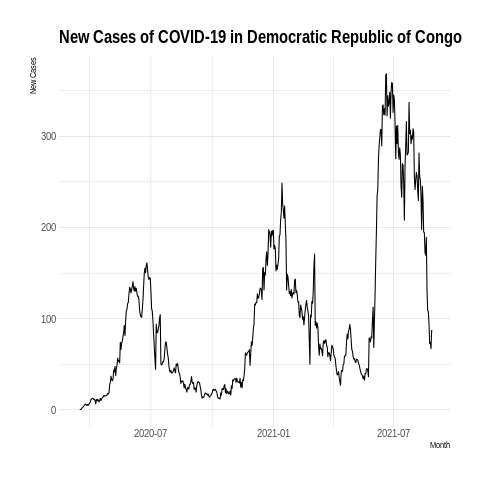 New Cases of COVID-19 in Democratic Republic of Congo
New Cases
300
200
100
0
2020-07
2021-01
2021-07
Month